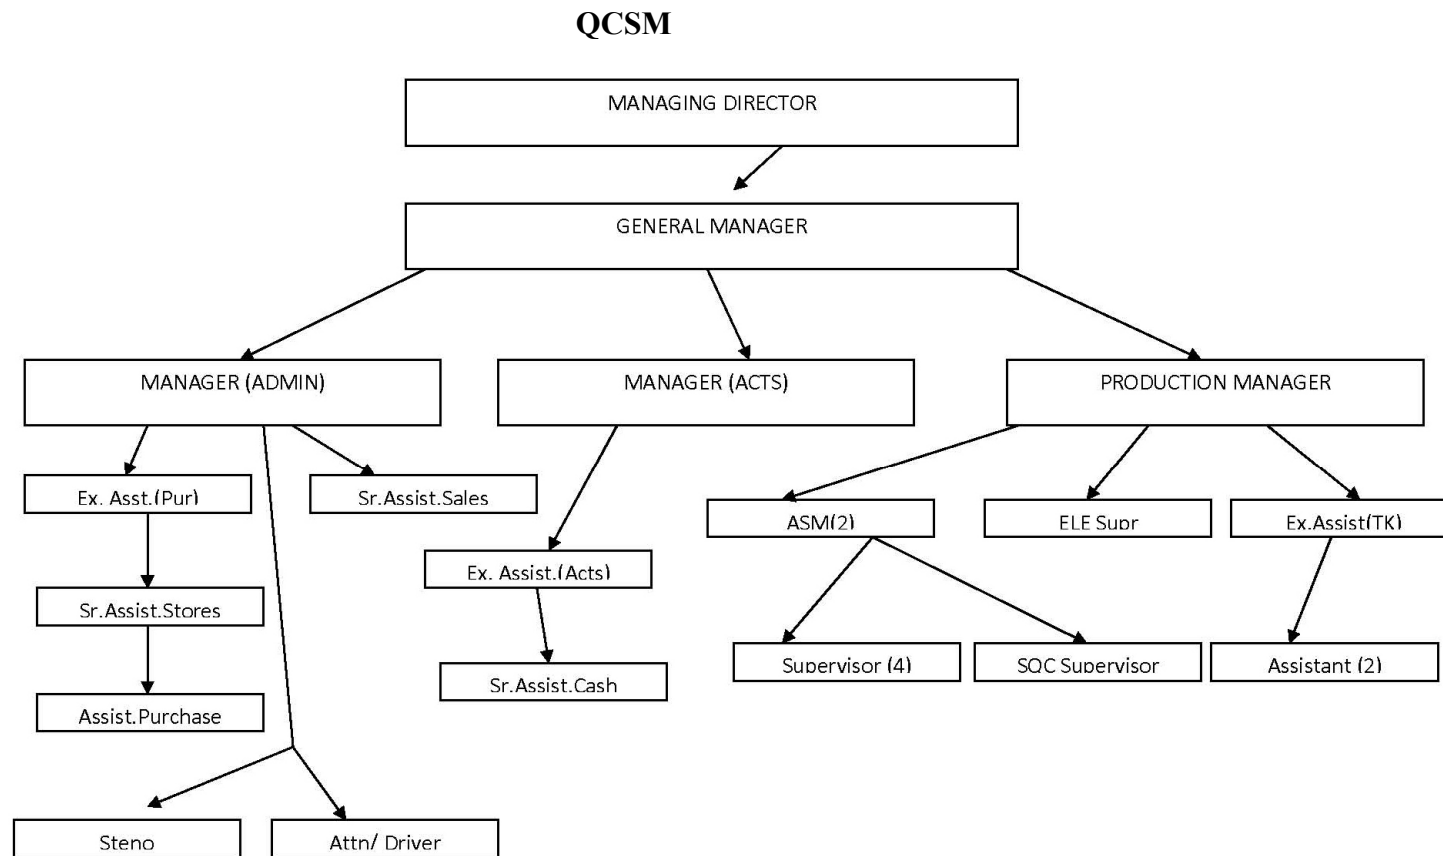 QCSM
MANAGING DIRECTOR
GENERAL MANAGER
MANAGER (ADMIN)
MANAGER (ACTS)
PRODUCTION MANAGER
Ex. Asst.(Pur)
Sr.Assist.Sales
ASM(2)
ELE Supr
Ex.Assist(TK)
Ex. Assist.(Acts)
Sr.Assist.Stores
Supervisor (4)
SQC Supervisor
Assistant (2)
Sr.Assist.Cash
Assist.Purchase
Steno
Attn/ Driver